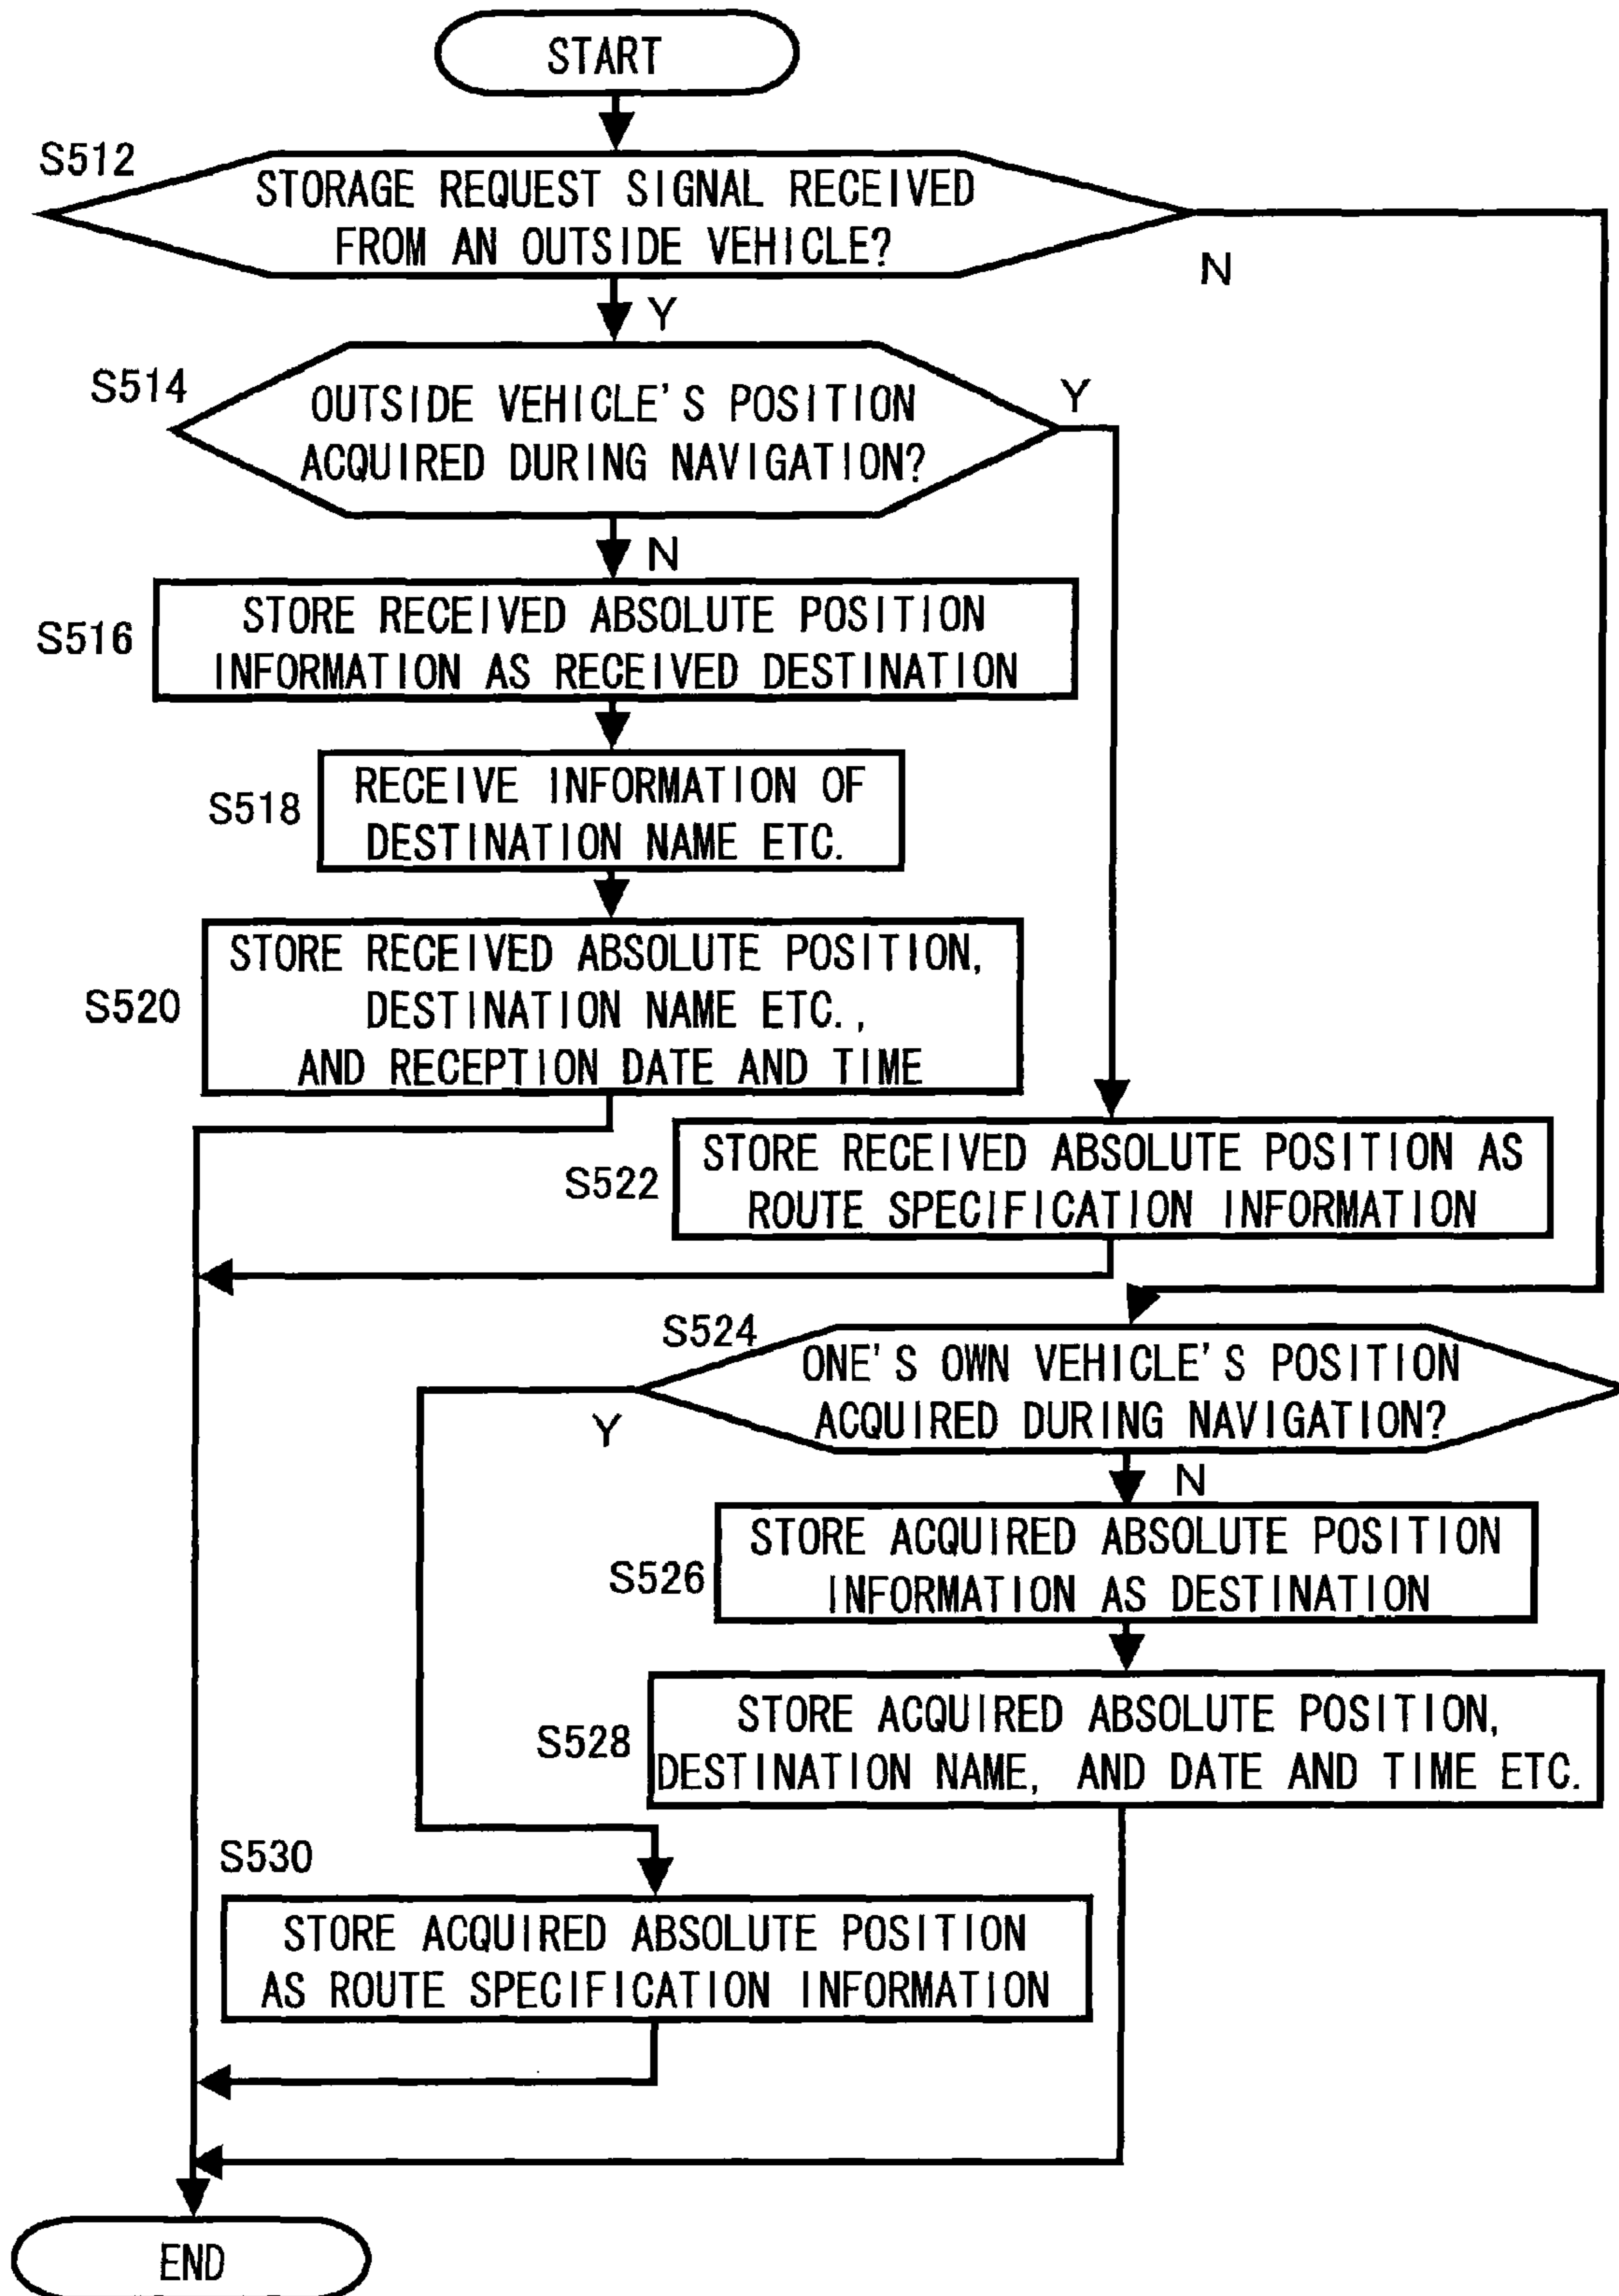 START
S512
STORAGE REQUEST SIGNAL RECEIVED
FROM AN OUTSIDE VEHICLE?
N
Y
S514
OUTSIDE VEHICLE'S POSITION
ACQUIRED DURING NAVIGATION?
Y
N
S516
STORE RECEIVED ABSOLUTE POSITION
INFORMATION AS RECEIVED DESTINATION
S518
RECEIVE INFORMATION OF
DESTINATION NAME ETC.
S520
STORE RECEIVED ABSOLUTE POSITION,
DESTINATION NAME ETC.,
AND RECEPTION DATE AND TIME
S522
STORE RECEIVED ABSOLUTE POSITION AS
ROUTE SPECIFICATION INFORMATION
S524
ONE'S OWN VEHICLE'S POSITION
ACQUIRED DURING NAVIGATION?
Y
N
S526
STORE ACQUIRED ABSOLUTE POSITION
INFORMATION AS DESTINATION
S528
STORE ACQUIRED ABSOLUTE POSITION,
DESTINATION NAME, AND DATE AND TIME ETC.
S530
STORE ACQUIRED ABSOLUTE POSITION
AS ROUTE SPECIFICATION INFORMATION
END